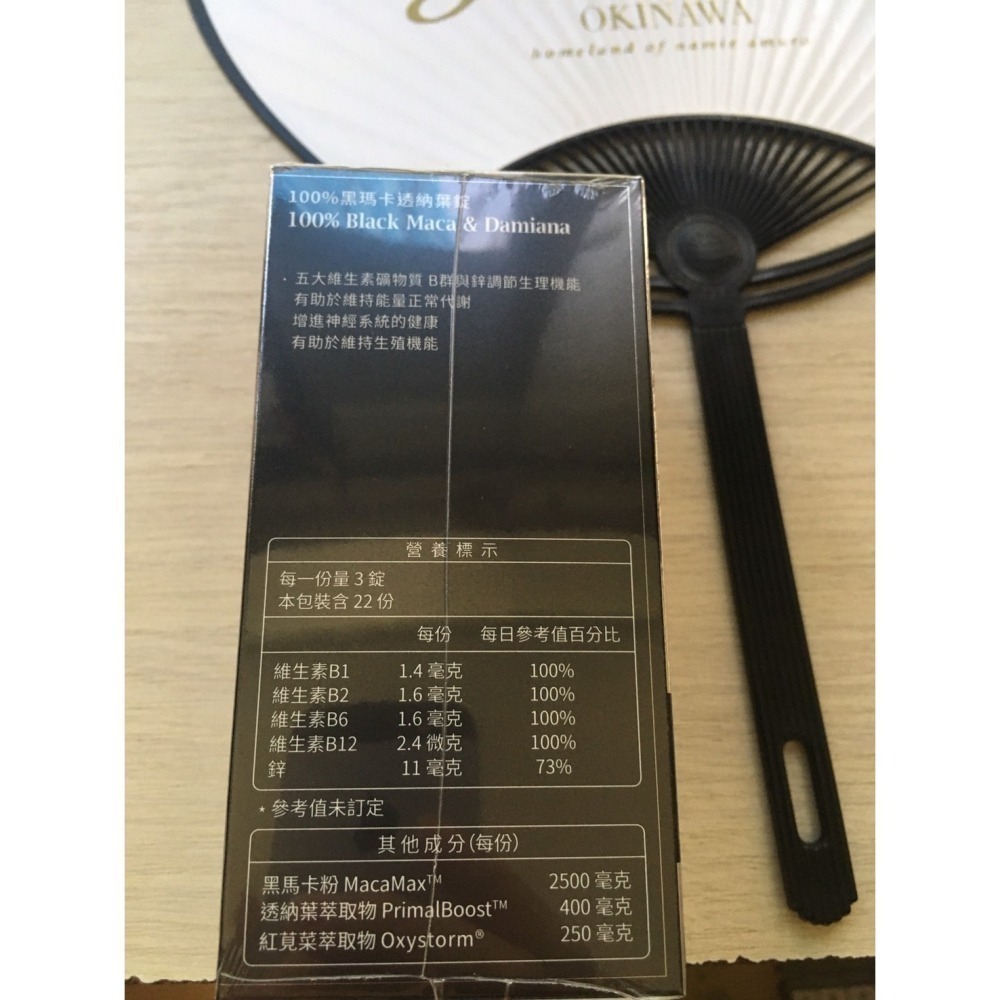 OKINAWA
homeland of namie amuro
100%黑瑪卡透納葉錠
100% Black Maca & Damiana
· 五大維生素礦物質 B群與鋅調節生理機能
有助於維持能量正常代謝
增進神經系統的健康
有助於維持生殖機能
營養標示
每一份量 3 錠
本包裝含 22 份
每份 每日參考值百分比
維生素B1 1.4 毫克 100%
維生素B2 1.6 毫克 100%
維生素B6 1.6 毫克 100%
維生素B12 2.4 微克 100%
鋅 11 毫克 73%
* 參考值未訂定
其他成分(每份)
黑馬卡粉 MacaMax™ 2500 毫克
透納葉萃取物 PrimalBoost™ 400 毫克
紅莧菜萃取物 Oxystorm® 250 毫克